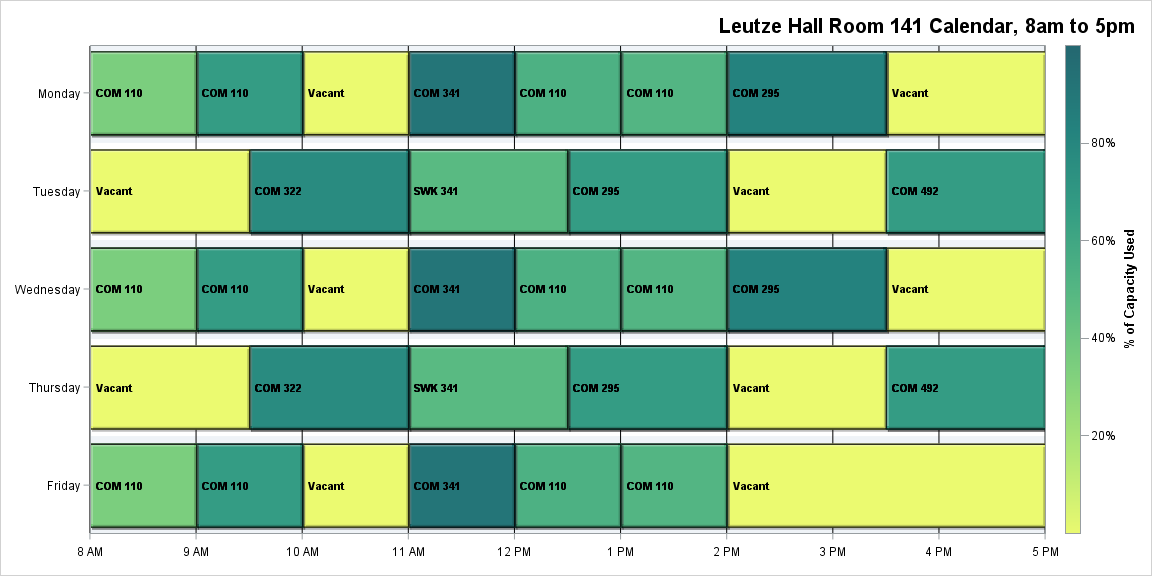 Leutze Hall Room 141 Calendar, 8am to 5pm
Monday
COM 110
COM 110
Vacant
COM 341
COM 110
COM 110
COM 295
Vacant
Tuesday
Vacant
COM 322
SWK 341
COM 295
Vacant
COM 492
Wednesday
COM 110
COM 110
Vacant
COM 341
COM 110
COM 110
COM 295
Vacant
Thursday
Vacant
COM 322
SWK 341
COM 295
Vacant
COM 492
Friday
COM 110
COM 110
Vacant
COM 341
COM 110
COM 110
Vacant
8 AM
9 AM
10 AM
11 AM
12 PM
1 PM
2 PM
3 PM
4 PM
5 PM
80%
60%
40%
20%
% of Capacity Used